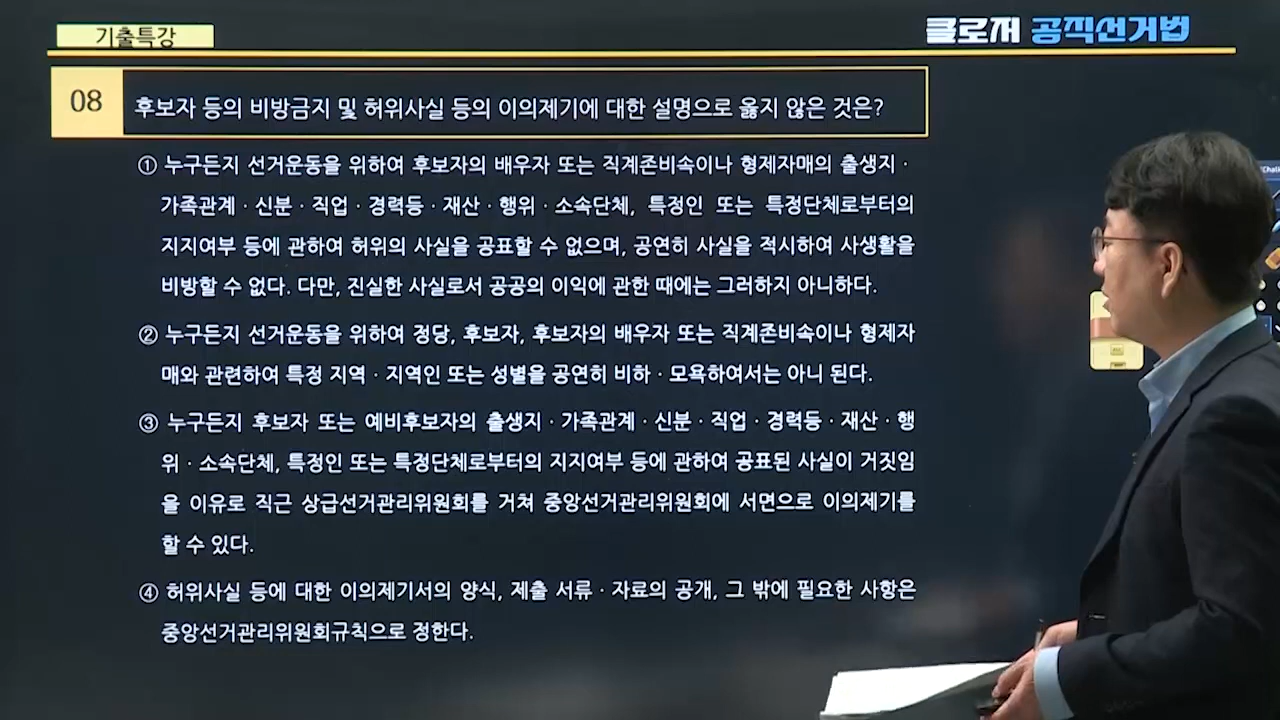 기출특강
클로저 공직선거법
08 후보자 등의 비방금지 및 허위사실 등의 이의제기에 대한 설명으로 옳지 않은 것은?
① 누구든지 선거운동을 위하여 후보자의 배우자 또는 직계존비속이나 형제자매의 출생지 ·
가족관계 · 신분 · 직업 · 경력등 · 재산 · 행위 · 소속단체, 특정인 또는 특정단체로부터의
지지여부 등에 관하여 허위의 사실을 공표할 수 없으며, 공연히 사실을 적시하여 사생활을
비방할 수 없다. 다만, 진실한 사실로서 공공의 이익에 관한 때에는 그러하지 아니하다.
② 누구든지 선거운동을 위하여 정당, 후보자, 후보자의 배우자 또는 직계존비속이나 형제자
매와 관련하여 특정 지역 · 지역인 또는 성별을 공연히 비하 · 모욕하여서는 아니 된다.
③ 누구든지 후보자 또는 예비후보자의 출생지 · 가족관계 · 신분 · 직업 · 경력등 · 재산 · 행
위 · 소속단체, 특정인 또는 특정단체로부터의 지지여부 등에 관하여 공표된 사실이 거짓임
을 이유로 직근 상급선거관리위원회를 거쳐 중앙선거관리위원회에 서면으로 이의제기를
할 수 있다.
④ 허위사실 등에 대한 이의제기서의 양식, 제출 서류 · 자료의 공개, 그 밖에 필요한 사항은
중앙선거관리위원회규칙으로 정한다.